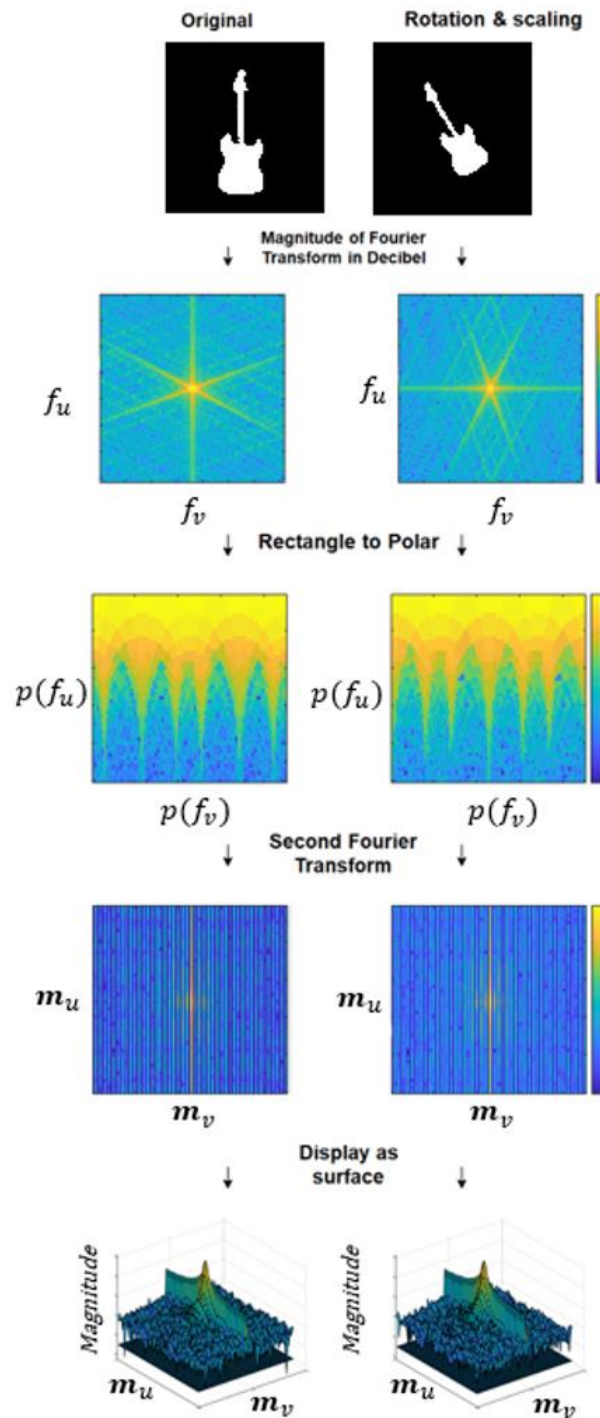 Original Rotation & scaling
Magnitude of Fourier
Transform in Decibel
f_u f_u
f_v f_v
Rectangle to Polar
p(f_u) p(f_u)
p(f_v) p(f_v)
Second Fourier
Transform
m_u m_u
m_v m_v
Display as
surface
Magnitude Magnitude
m_u m_v m_u m_v